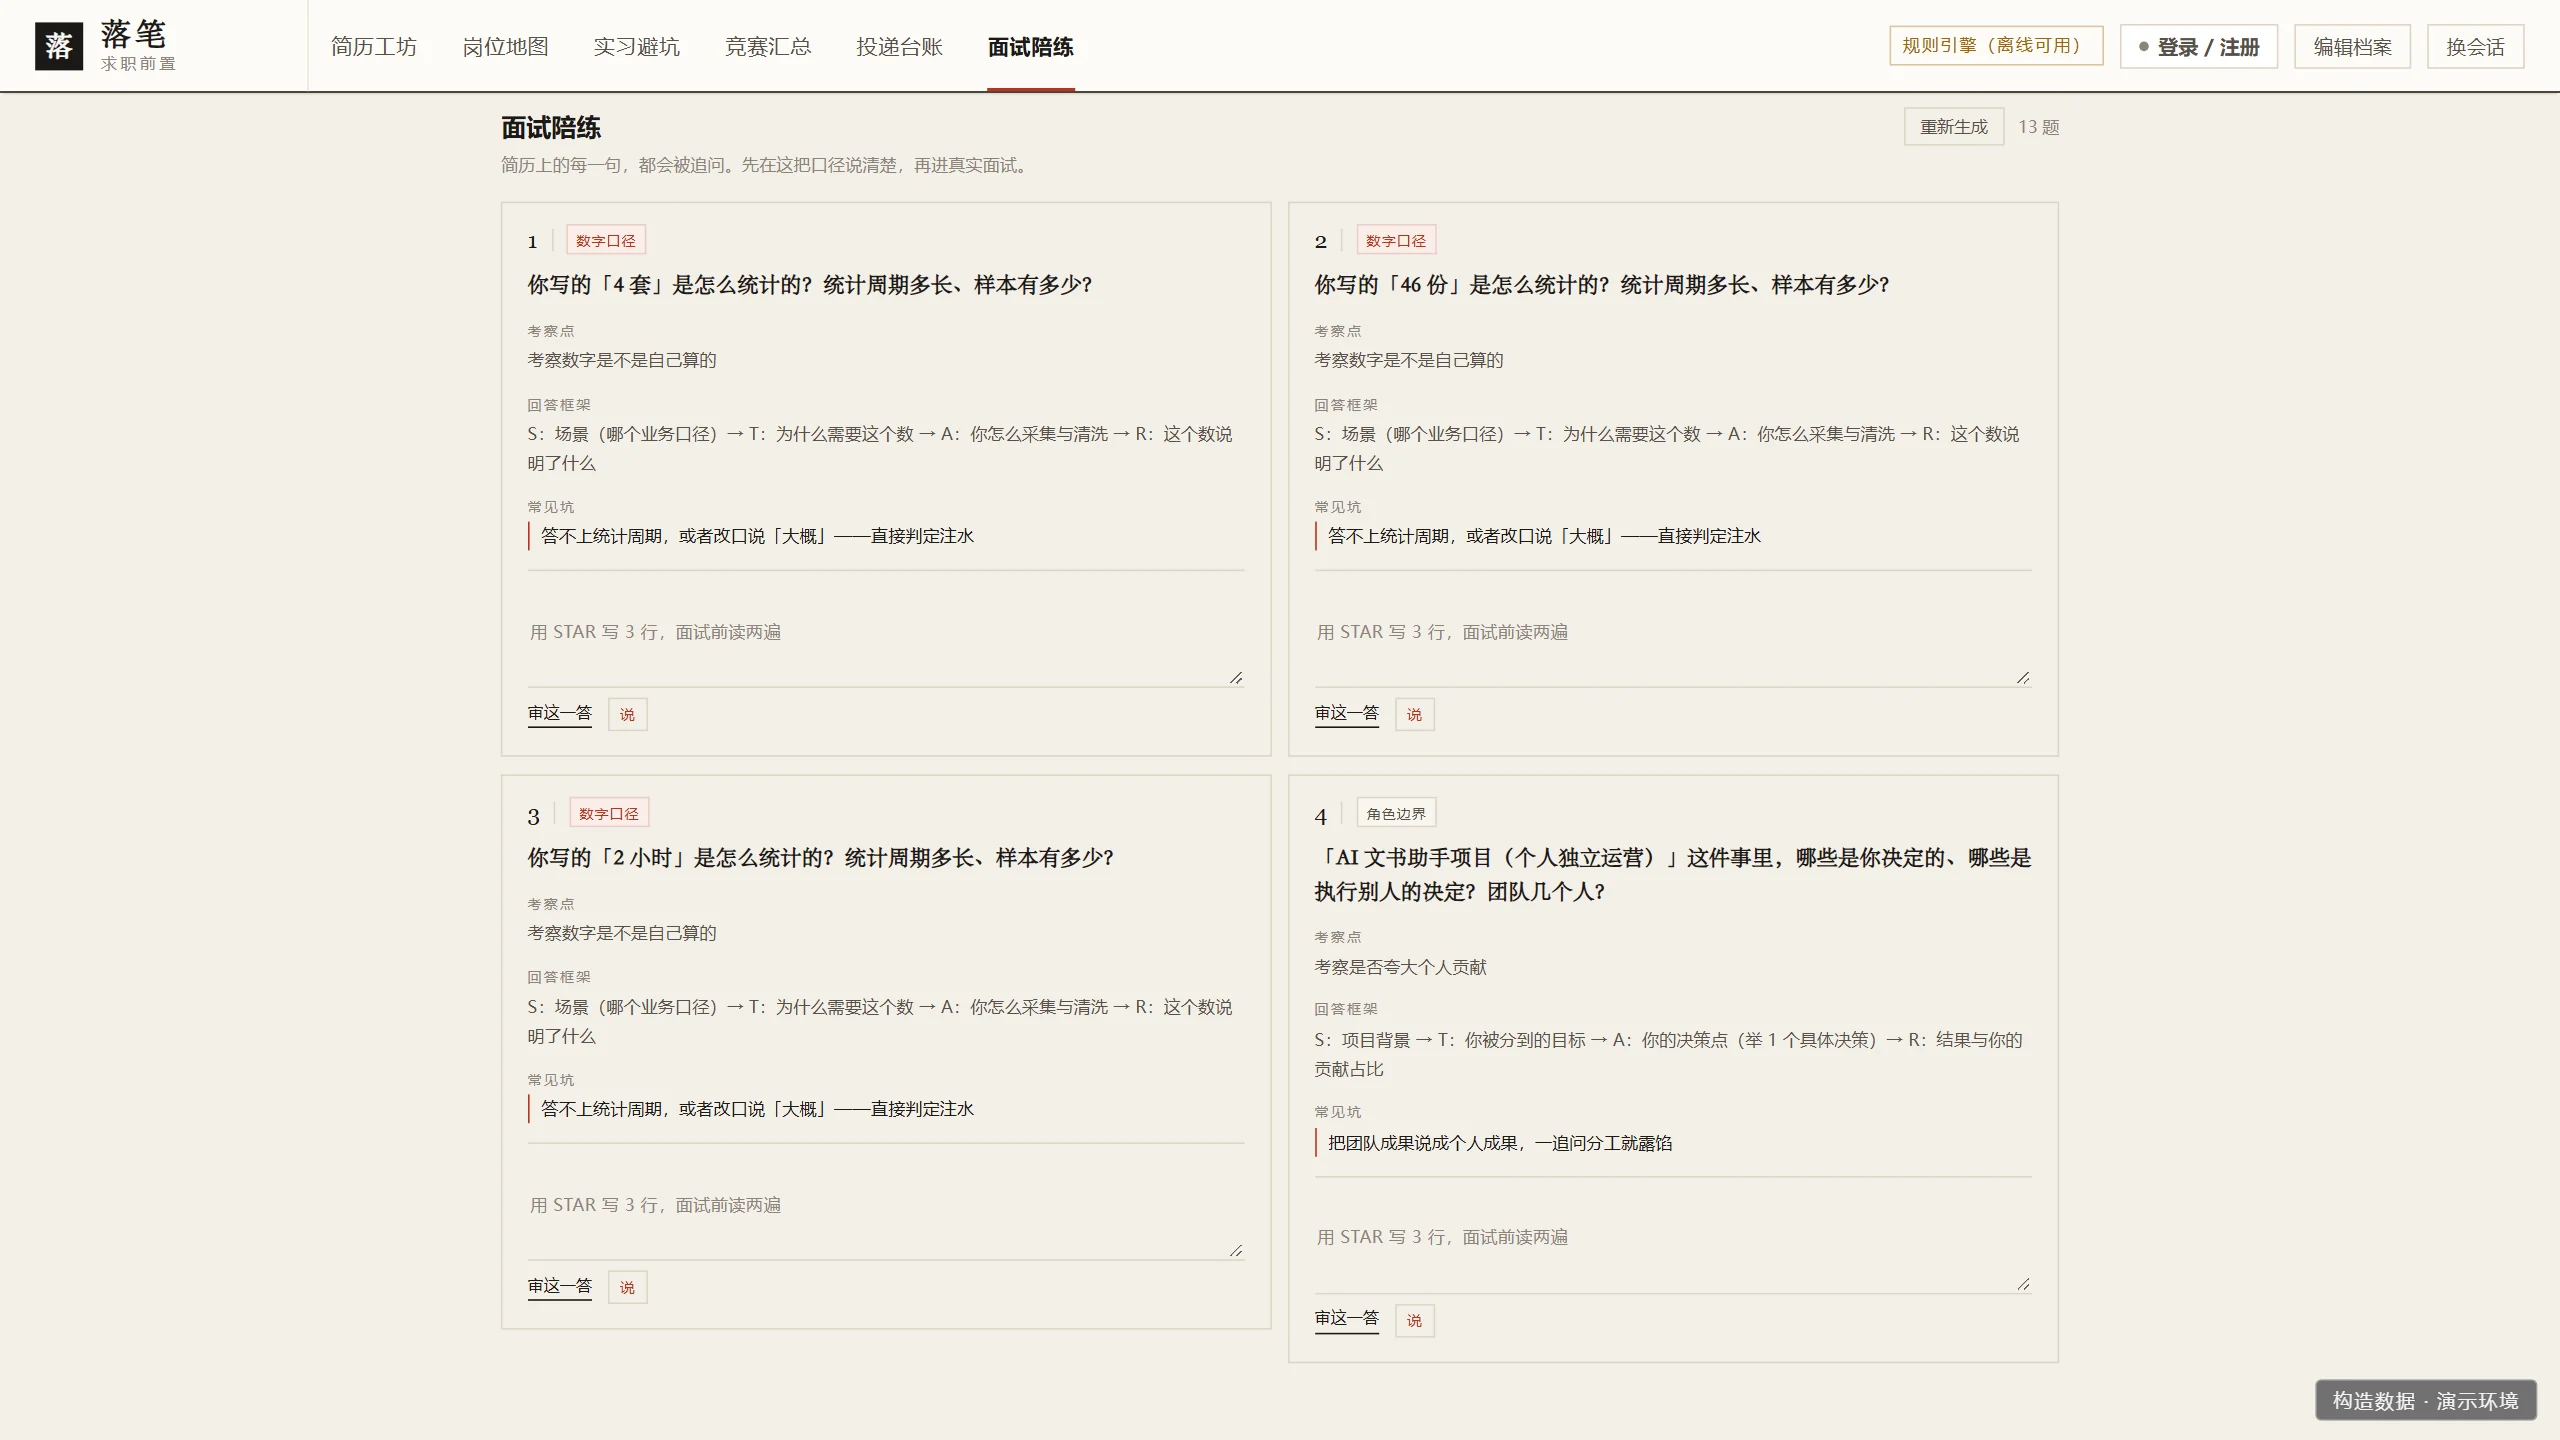 落
落笔
求职前置
简历工坊
岗位地图
实习避坑
竞赛汇总
投递台账
面试陪练
规则引擎（离线可用）
登录 / 注册
编辑档案
换会话
面试陪练
重新生成
13 题
简历上的每一句，都会被追问。先在这把口径说清楚，再进真实面试。
1
数字口径
你写的「4 套」是怎么统计的？统计周期多长、样本有多少？
考察点
考察数字是不是自己算的
回答框架
S：场景（哪个业务口径）→ T：为什么需要这个数 → A：你怎么采集与清洗 → R：这个数说
明了什么
常见坑
答不上统计周期，或者改口说「大概」——直接判定注水
用 STAR 写 3 行，面试前读两遍
审这一答
说
2
数字口径
你写的「46 份」是怎么统计的？统计周期多长、样本有多少？
考察点
考察数字是不是自己算的
回答框架
S：场景（哪个业务口径）→ T：为什么需要这个数 → A：你怎么采集与清洗 → R：这个数说
明了什么
常见坑
答不上统计周期，或者改口说「大概」——直接判定注水
用 STAR 写 3 行，面试前读两遍
审这一答
说
3
数字口径
你写的「2 小时」是怎么统计的？统计周期多长、样本有多少？
考察点
考察数字是不是自己算的
回答框架
S：场景（哪个业务口径）→ T：为什么需要这个数 → A：你怎么采集与清洗 → R：这个数说
明了什么
常见坑
答不上统计周期，或者改口说「大概」——直接判定注水
用 STAR 写 3 行，面试前读两遍
审这一答
说
4
角色边界
「AI 文书助手项目（个人独立运营）」这件事里，哪些是你决定的、哪些是
执行别人的决定？团队几个人？
考察点
考察是否夸大个人贡献
回答框架
S：项目背景 → T：你被分到的目标 → A：你的决策点（举 1 个具体决策）→ R：结果与你的
贡献占比
常见坑
把团队成果说成个人成果，一追问分工就露馅
用 STAR 写 3 行，面试前读两遍
审这一答
说
构造数据 · 演示环境